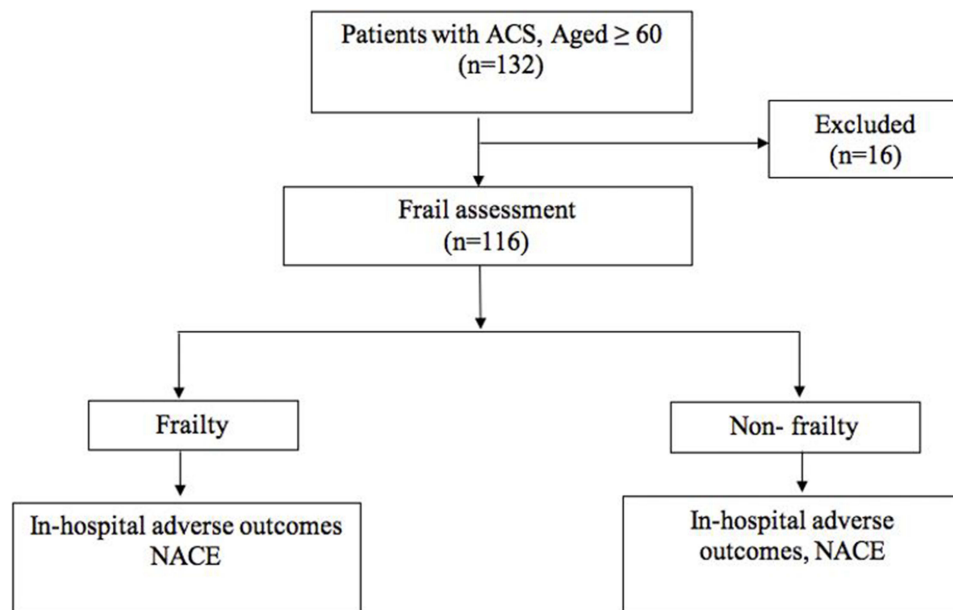 Patients with ACS, Aged ≥ 60
(n=132)
Excluded
(n=16)
Frail assessment
(n=116)
Frailty
Non- frailty
In-hospital adverse outcomes
NACE
In-hospital adverse
outcomes, NACE